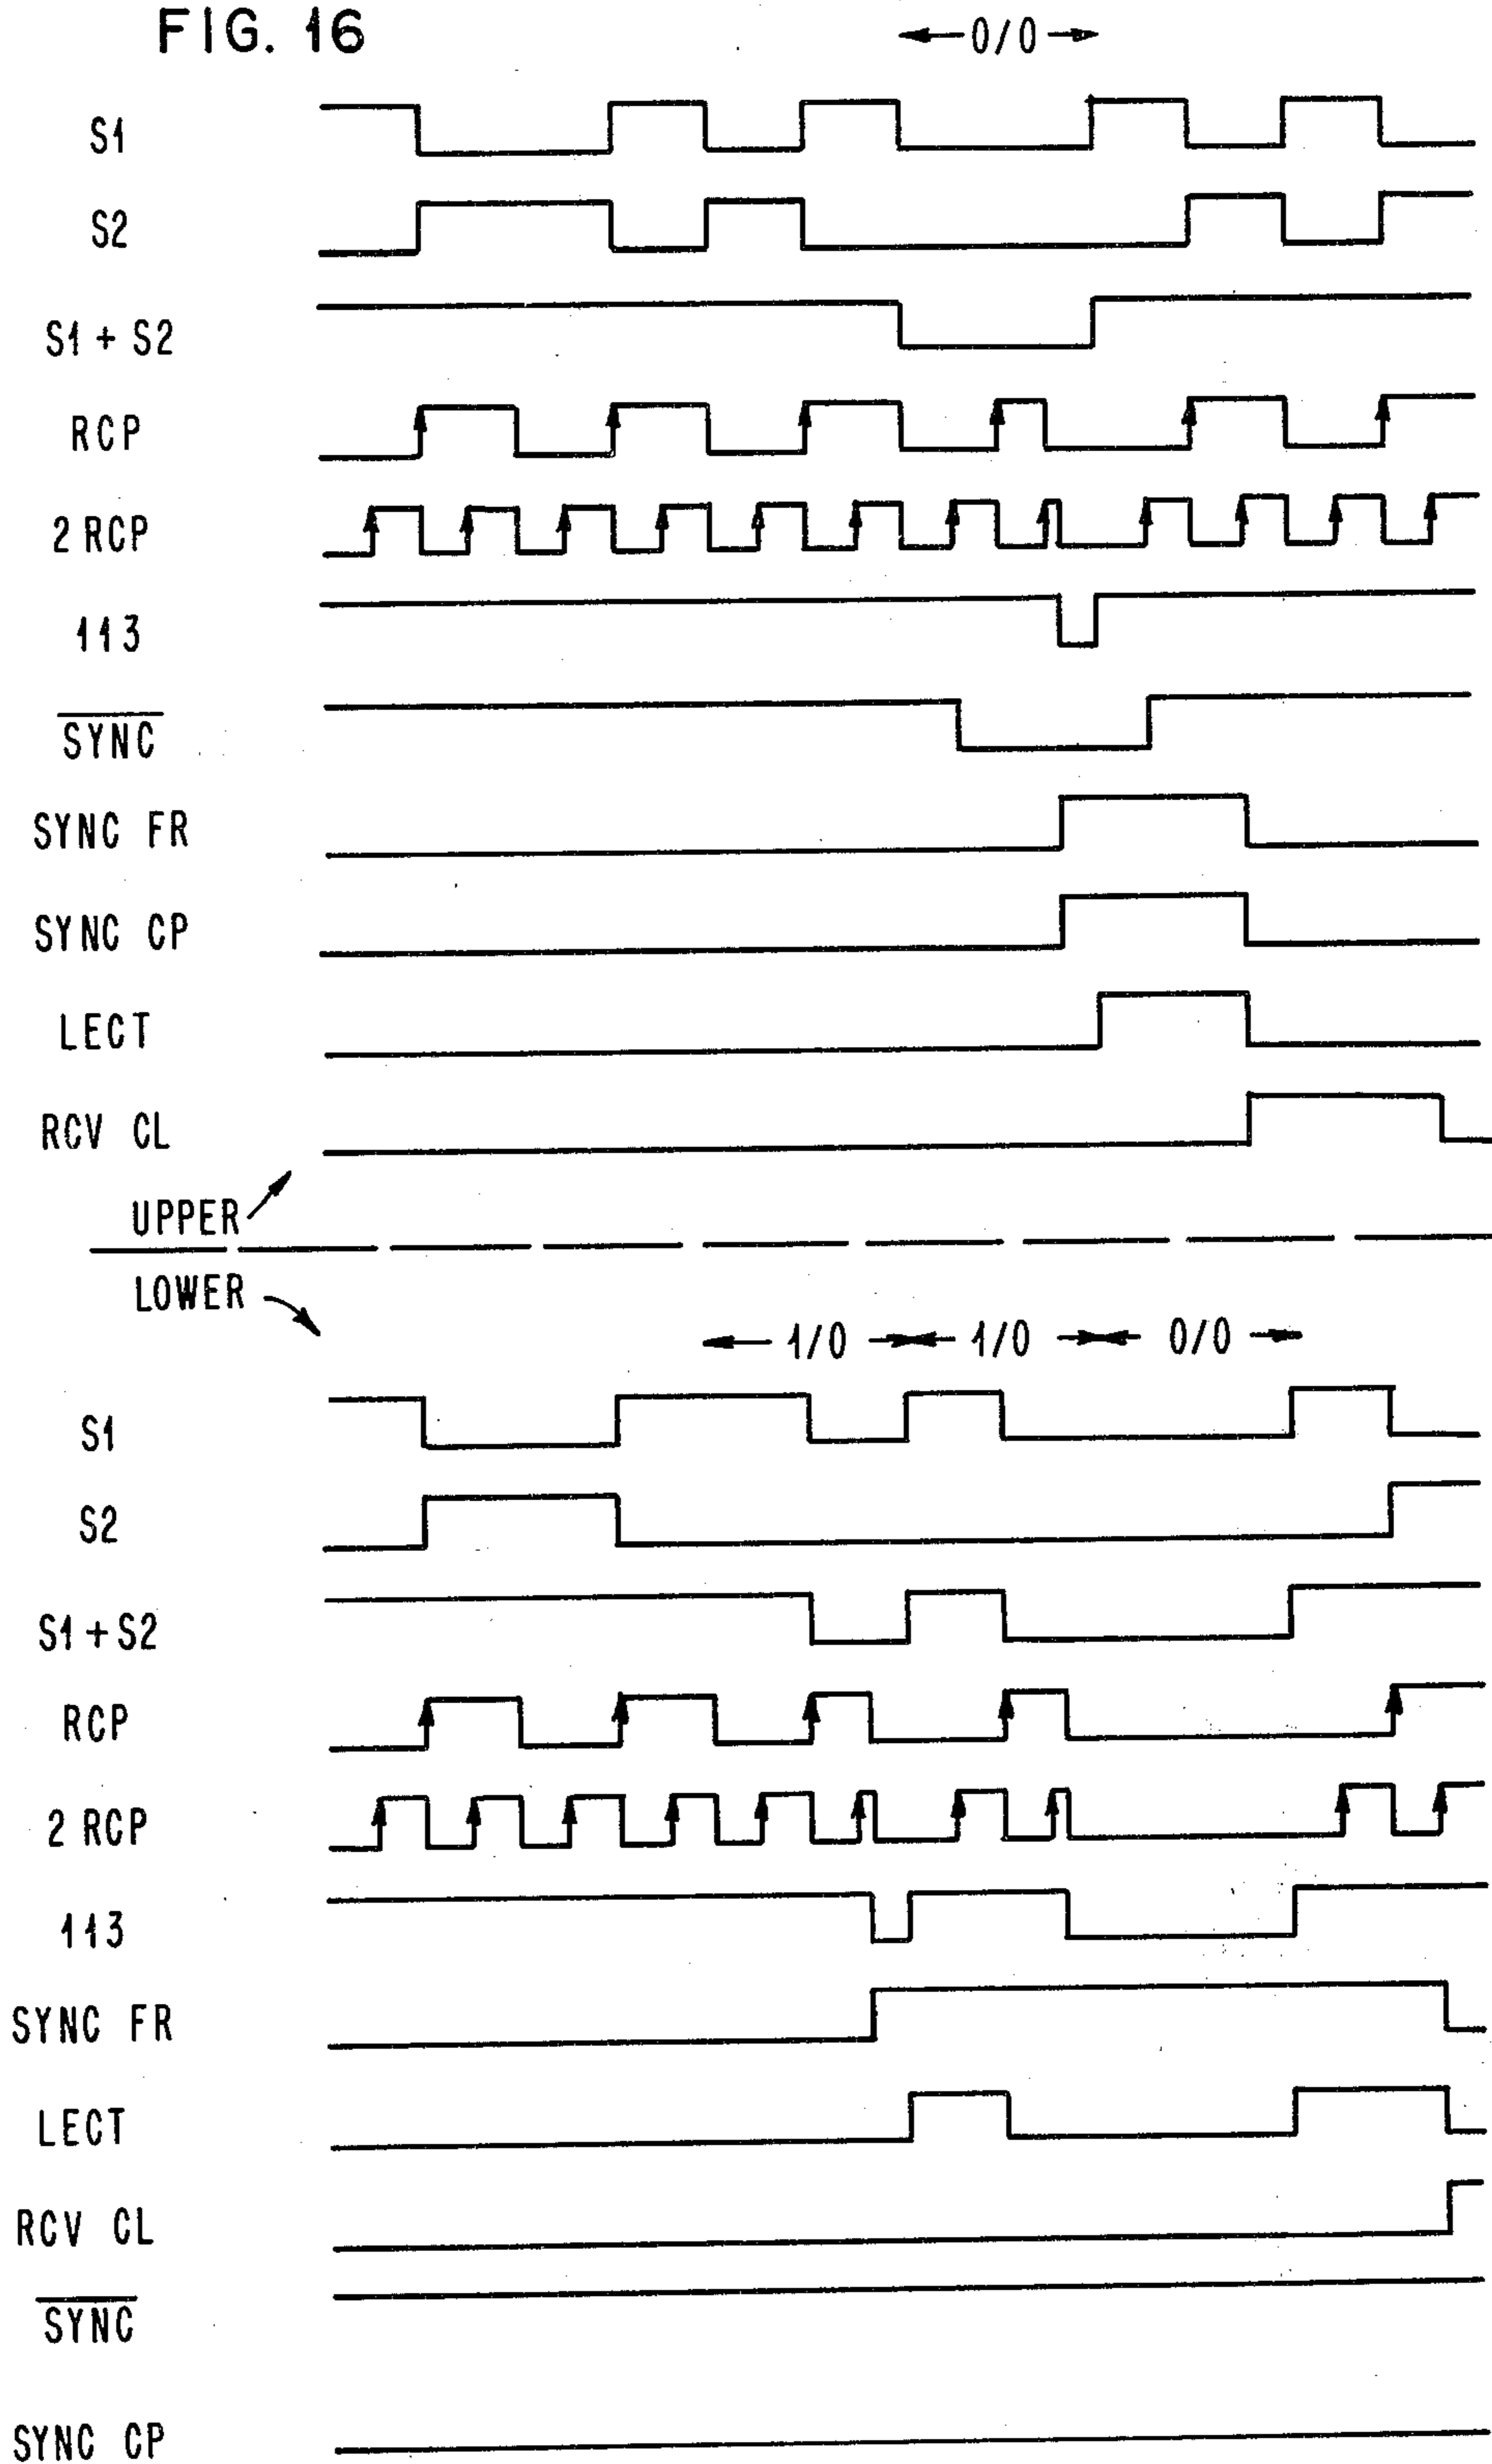 FIG. 16
0/0
S1
S2
S1 + S2
RCP
2 RCP
113
SYNC
SYNC FR
SYNC CP
LECT
RCV CL
UPPER
LOWER
1/0 1/0 0/0
S1
S2
S1 + S2
RCP
2 RCP
113
SYNC FR
LECT
RCV CL
SYNC
SYNC CP